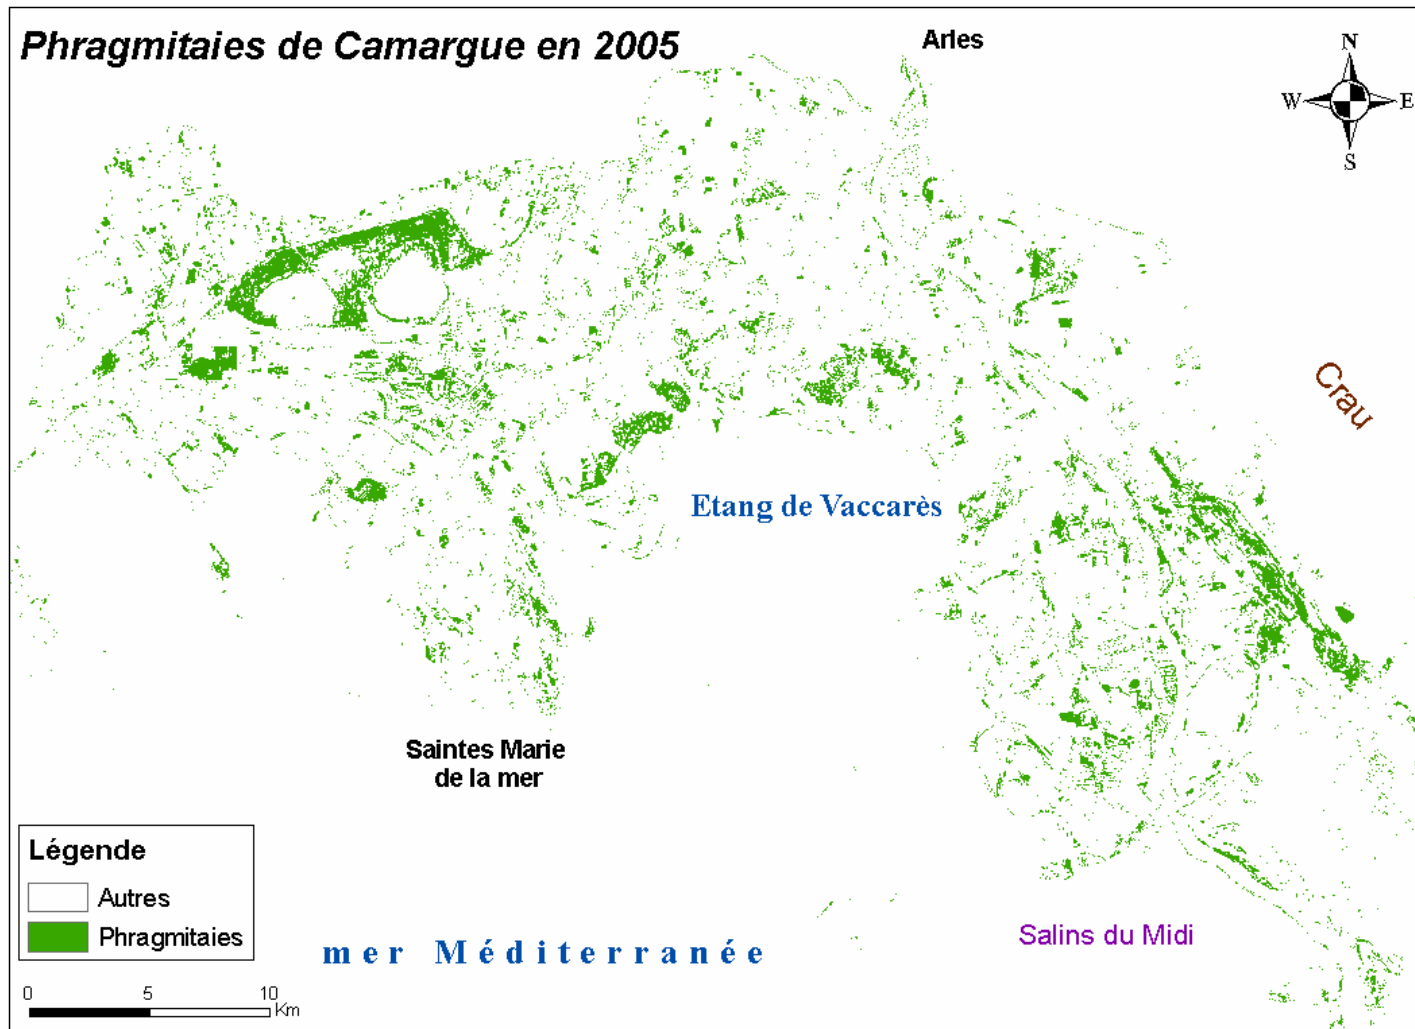 Phragmitaies de Camargue en 2005
Arles
N
W E
S
Crau
Etang de Vaccarès
Saintes Marie
de la mer
Légende
Autres
Phragmitaies
Salins du Midi
mer Méditerranée
0 5 10
Km